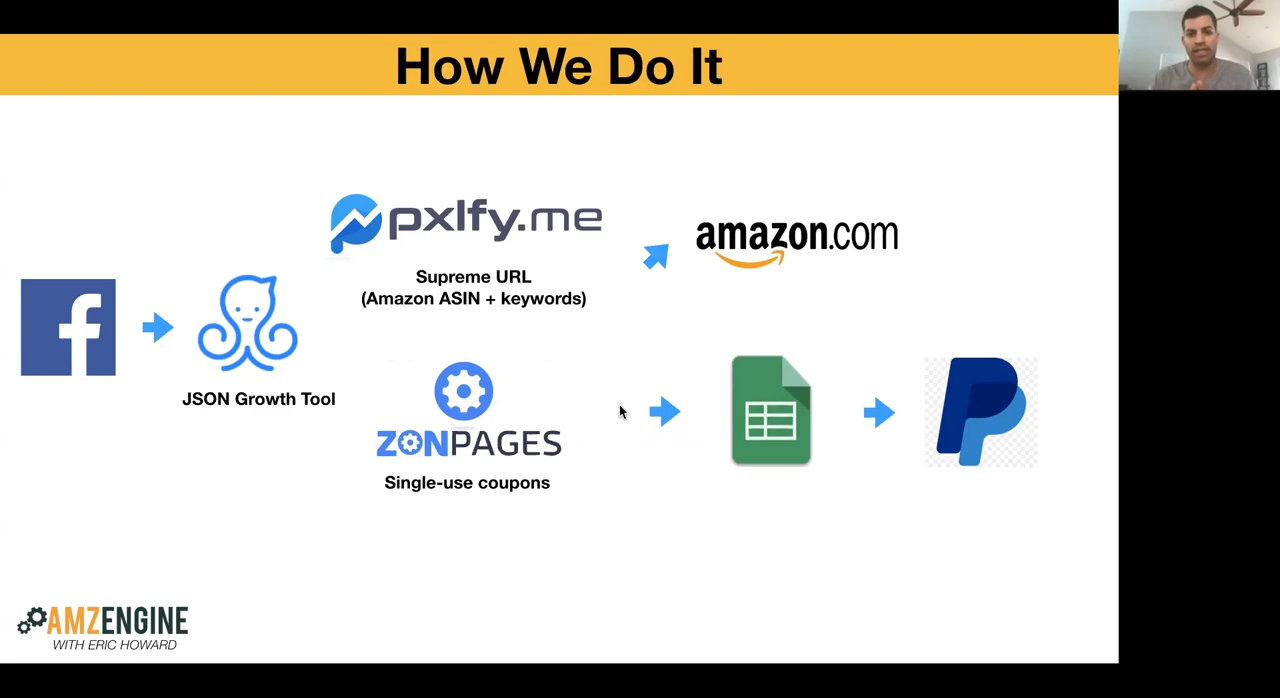 How We Do It
pxlfy.me
Supreme URL
(Amazon ASIN + keywords)
amazon.com
f
JSON Growth Tool
ZONPAGES
Single-use coupons
AMZENGINE
WITH ERIC HOWARD